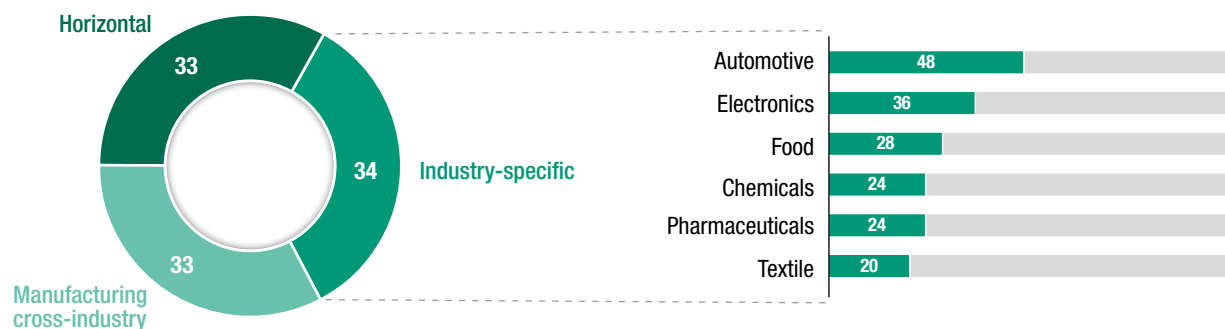 Horizontal
33
34
Industry-specific
33
Manufacturing
cross-industry
Automotive 48
Electronics 36
Food 28
Chemicals 24
Pharmaceuticals 24
Textile 20